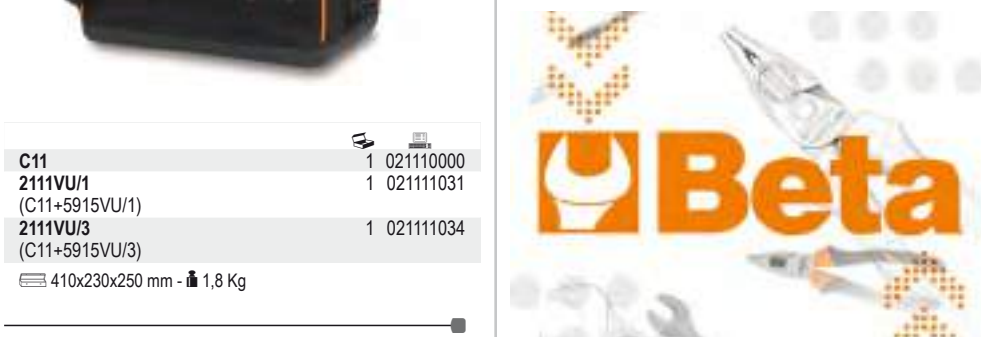 C11 1 021110000
2111VU/1 1 021111031
(C11+5915VU/1)
2111VU/3 1 021111034
(C11+5915VU/3)
410x230x250 mm - 1,8 Kg
Beta